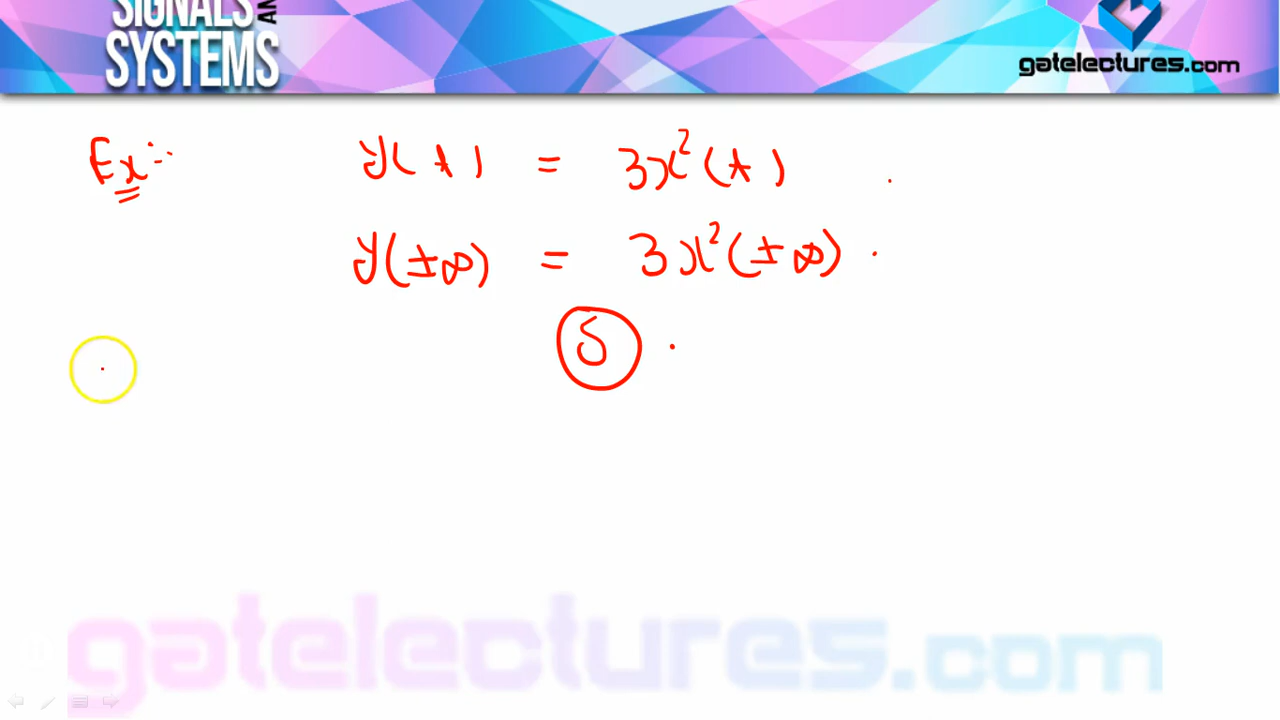 SIGNALS AND
SYSTEMS
gatelectures.com
Ex:-
y(t) = 3x²(t)
y(±∞) = 3x²(±∞)
S
gatelectures.com